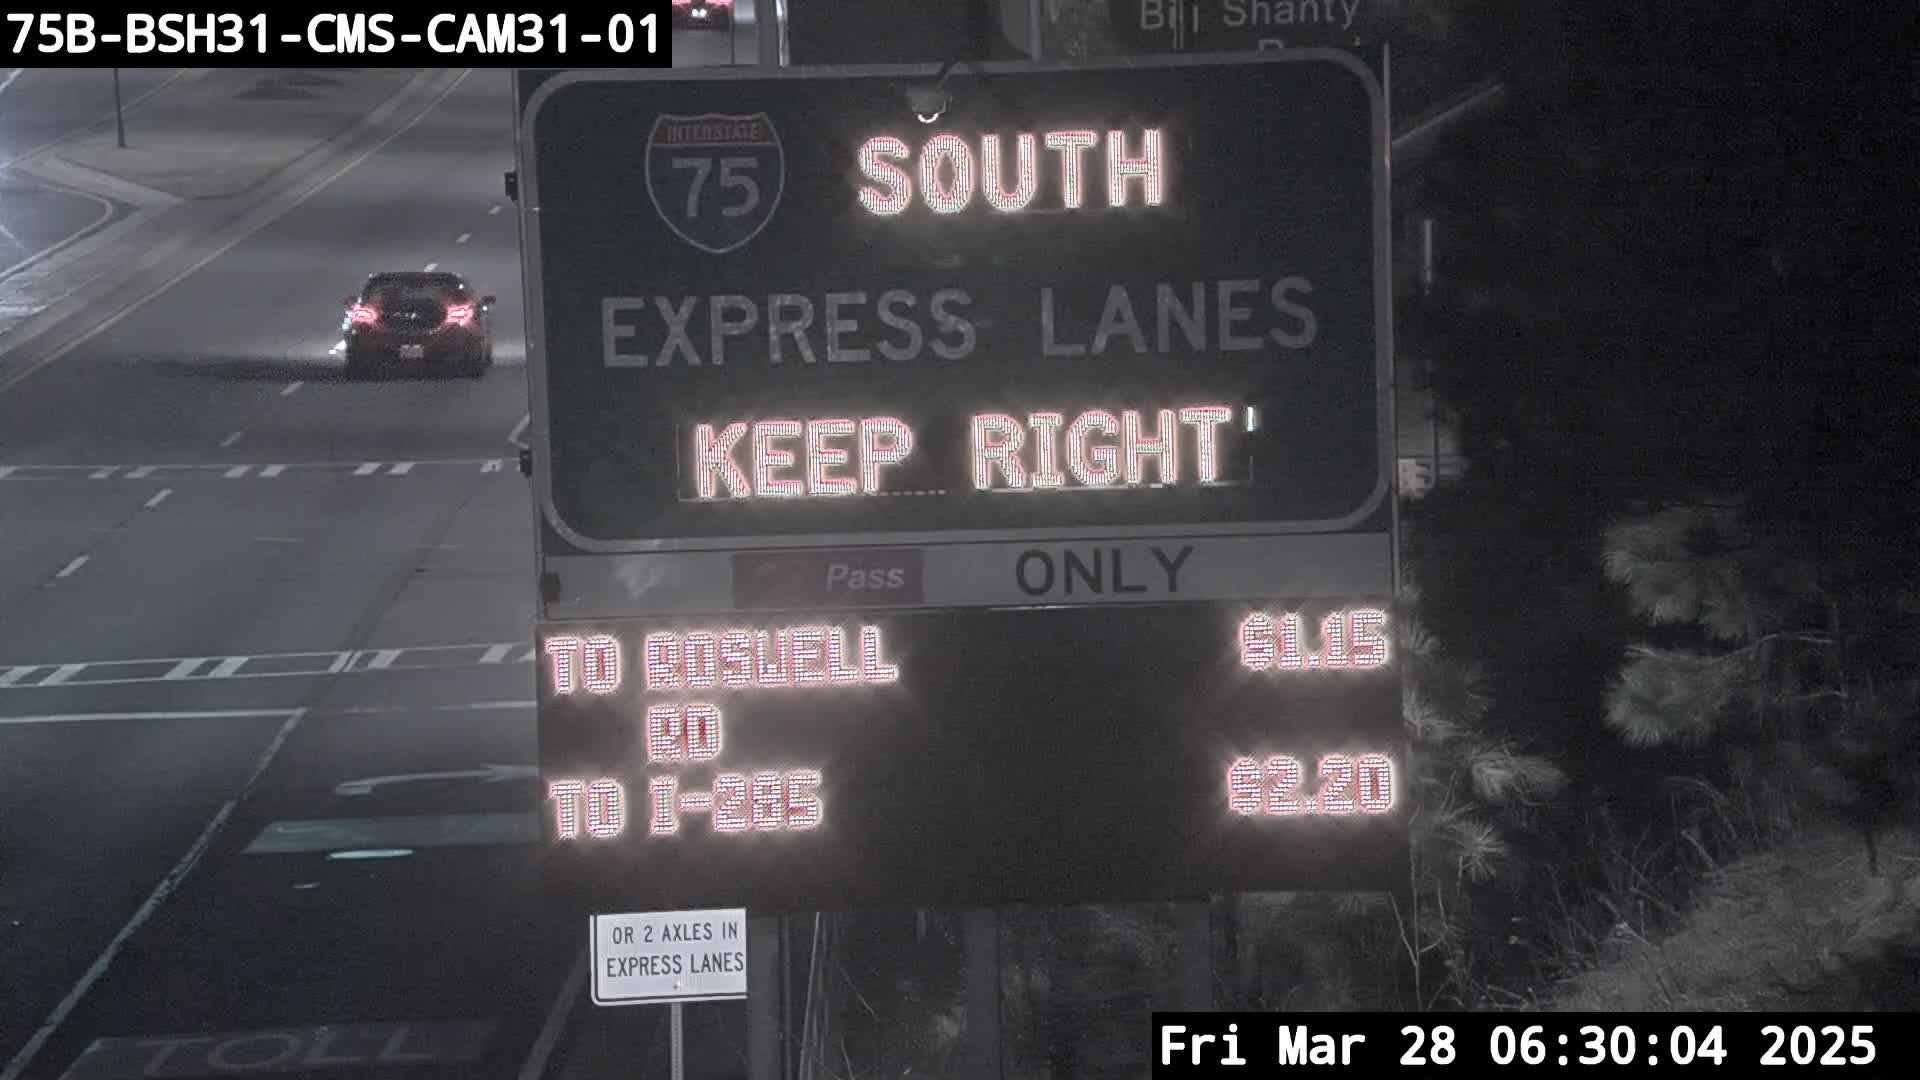 75B-BSH31-CMS-CAM31-01
Shanty
INTERSTATE
75
SOUTH
EXPRESS LANES
KEEP RIGHT
Pass ONLY
TO ROSWELL $1.15
RD
TO I-285 $2.20
OR 2 AXLES IN
EXPRESS LANES
TOLL
Fri Mar 28 06:30:04 2025